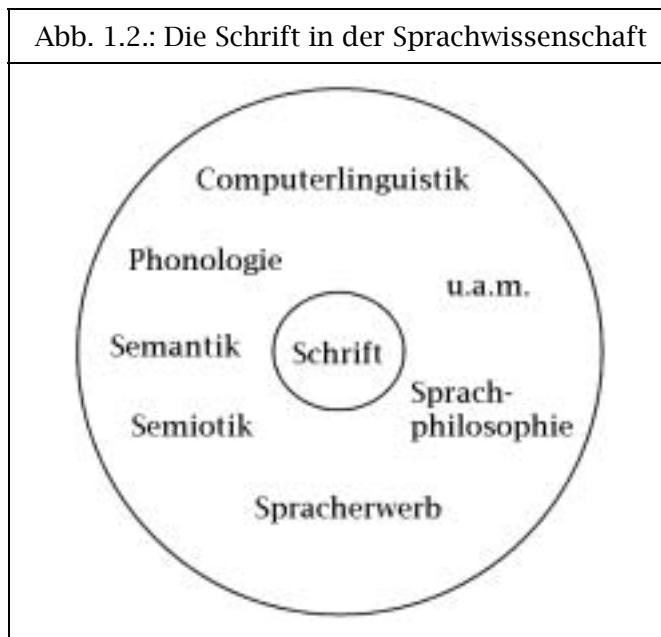 Abb. 1.2.: Die Schrift in der Sprachwissenschaft
Computerlinguistik
Phonologie
u.a.m.
Semantik
Schrift
Sprach-
philosophie
Semiotik
Spracherwerb